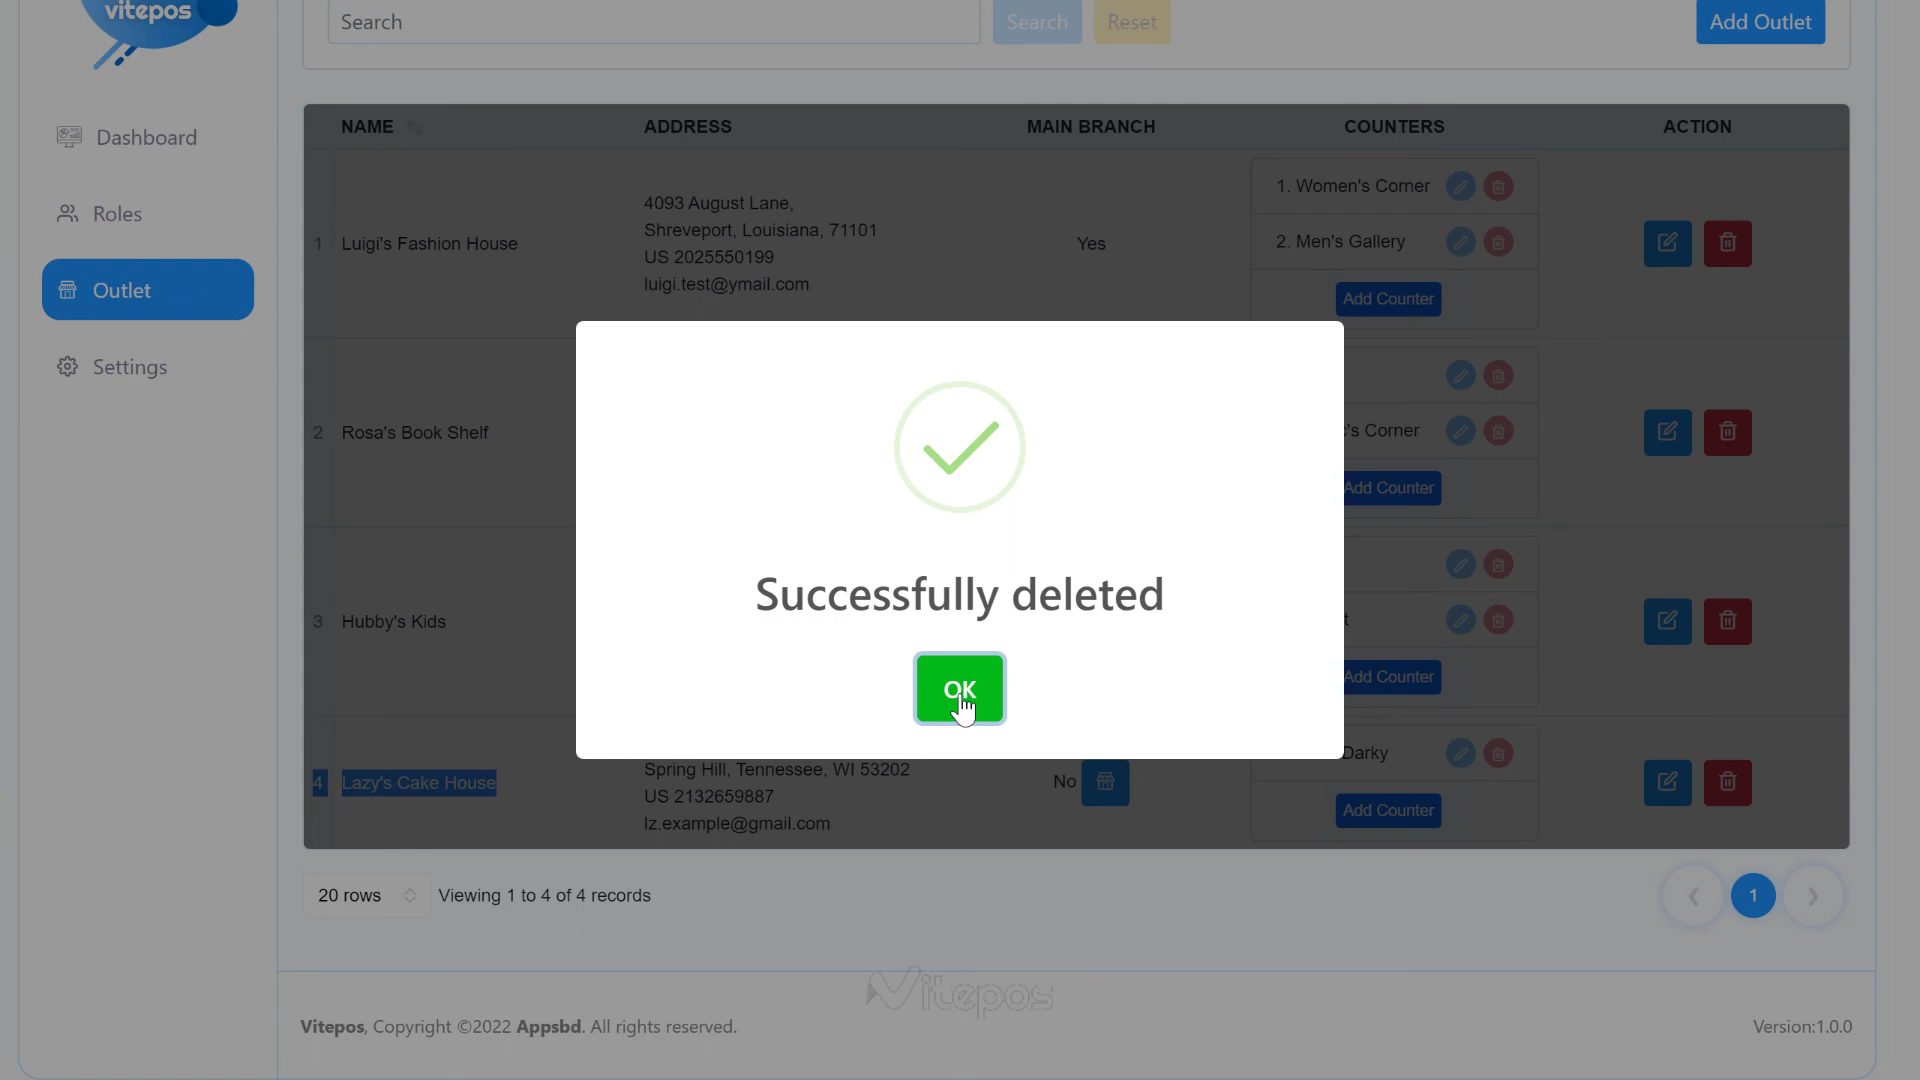 vitepos
Search
Search
Reset
Add Outlet
Dashboard
Roles
Outlet
Settings
NAME
ADDRESS
MAIN BRANCH
COUNTERS
ACTION
1
Luigi's Fashion House
4093 August Lane,
Shreveport, Louisiana, 71101
US 2025550199
luigi.test@ymail.com
Yes
1. Women's Corner
2. Men's Gallery
Add Counter
2
Rosa's Book Shelf
's Corner
Add Counter
3
Hubby's Kids
t
Add Counter
Successfully deleted
OK
4
Lazy's Cake House
Spring Hill, Tennessee, WI 53202
US 2132659887
lz.example@gmail.com
No
Darky
Add Counter
20 rows
Viewing 1 to 4 of 4 records
1
Vitepos
Vitepos, Copyright ©2022 Appsbd. All rights reserved.
Version:1.0.0